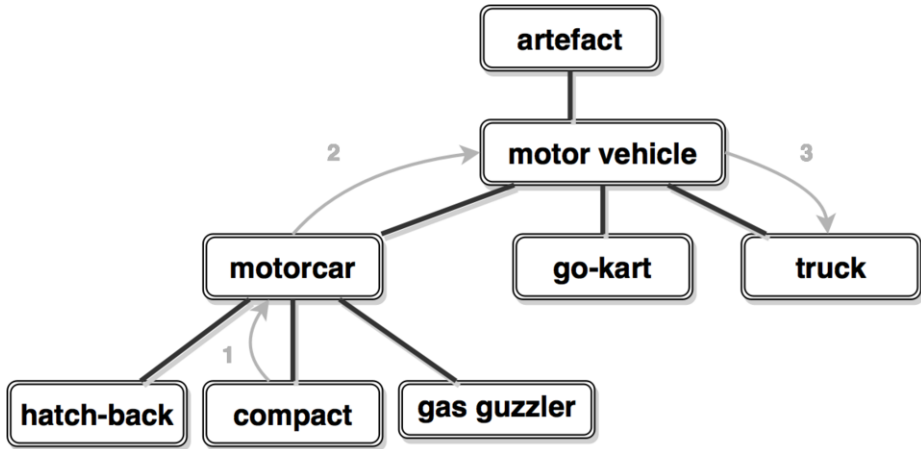 artefact
2
motor vehicle
3
motorcar
go-kart
truck
1
hatch-back
compact
gas guzzler